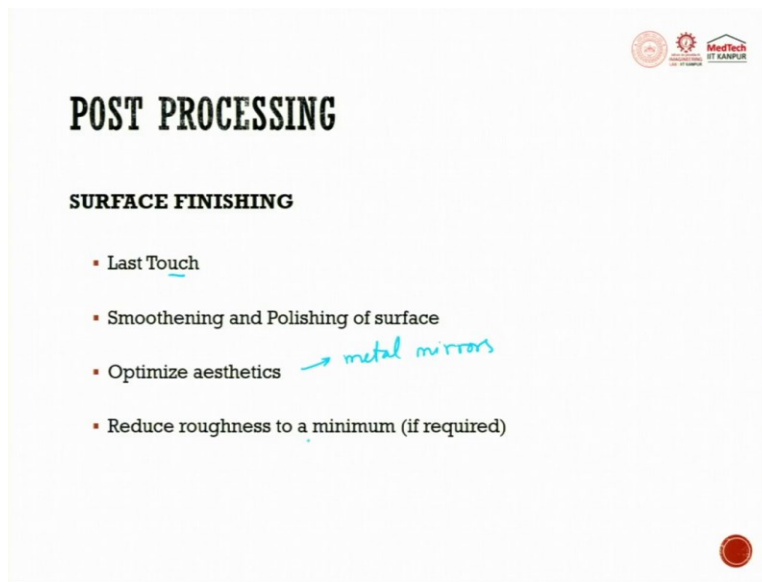 MedTech
IIT KANPUR
POST PROCESSING
SURFACE FINISHING
▪ Last Touch
▪ Smoothening and Polishing of surface
▪ Optimize aesthetics → metal mirrors
▪ Reduce roughness to a minimum (if required)